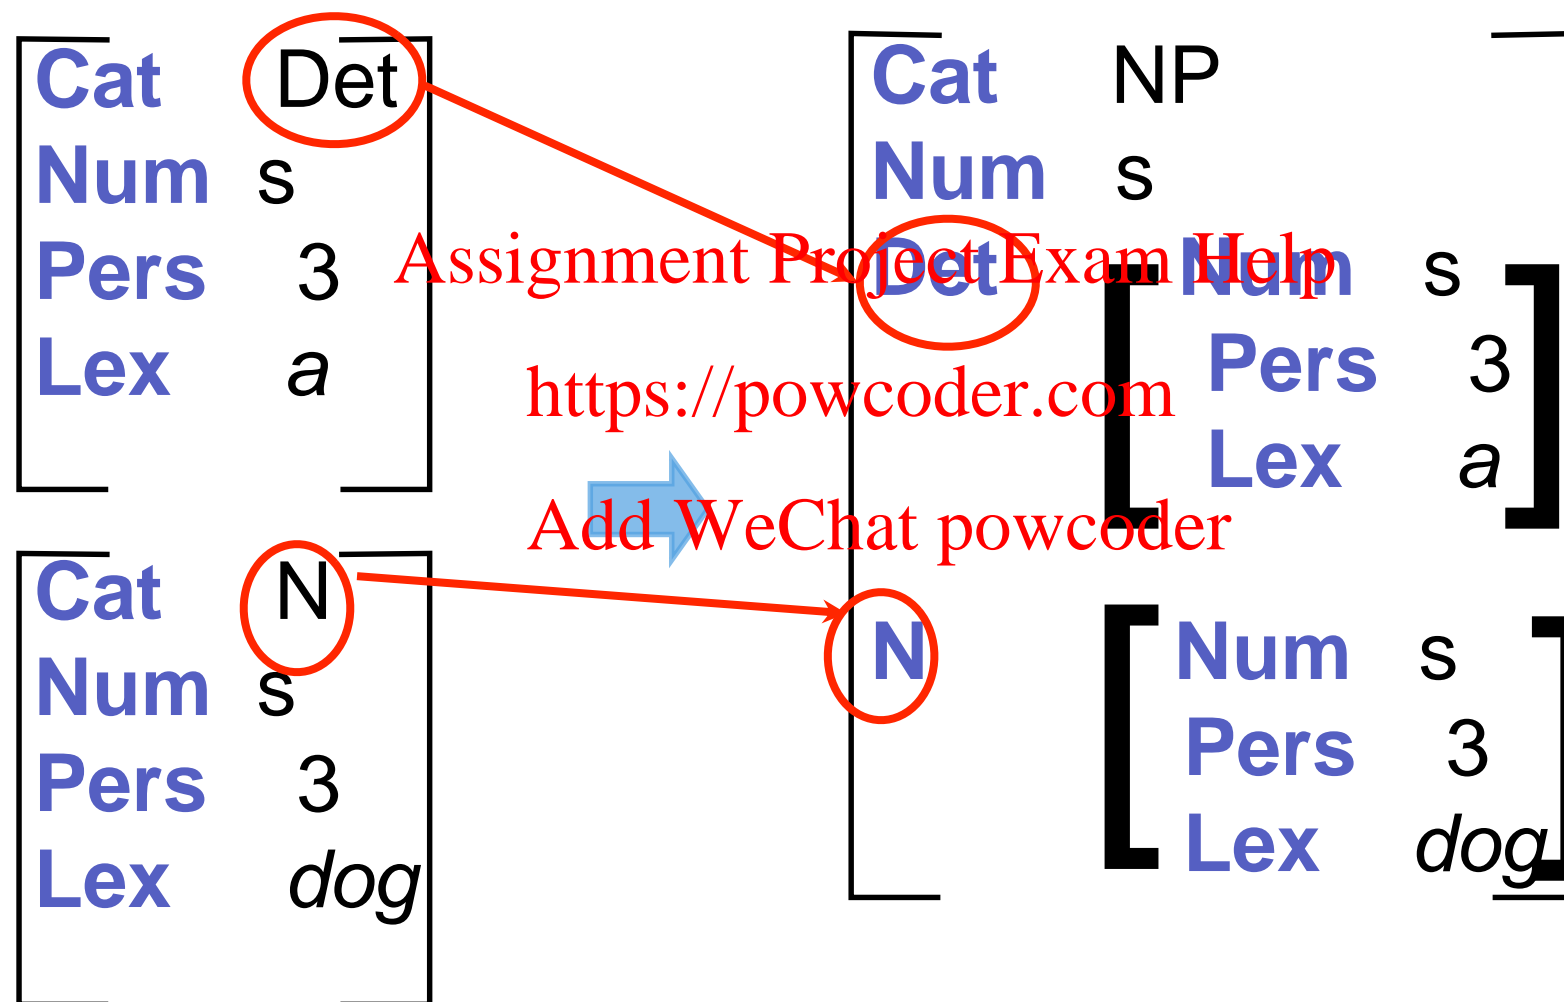 Cat Det
Num s
Pers 3
Lex a
Cat N
Num s
Pers 3
Lex dog
Cat NP
Num s
Det Num s
Pers 3
Lex a
N Num s
Pers 3
Lex dog
Assignment Project Exam Help
https://powcoder.com
Add WeChat powcoder